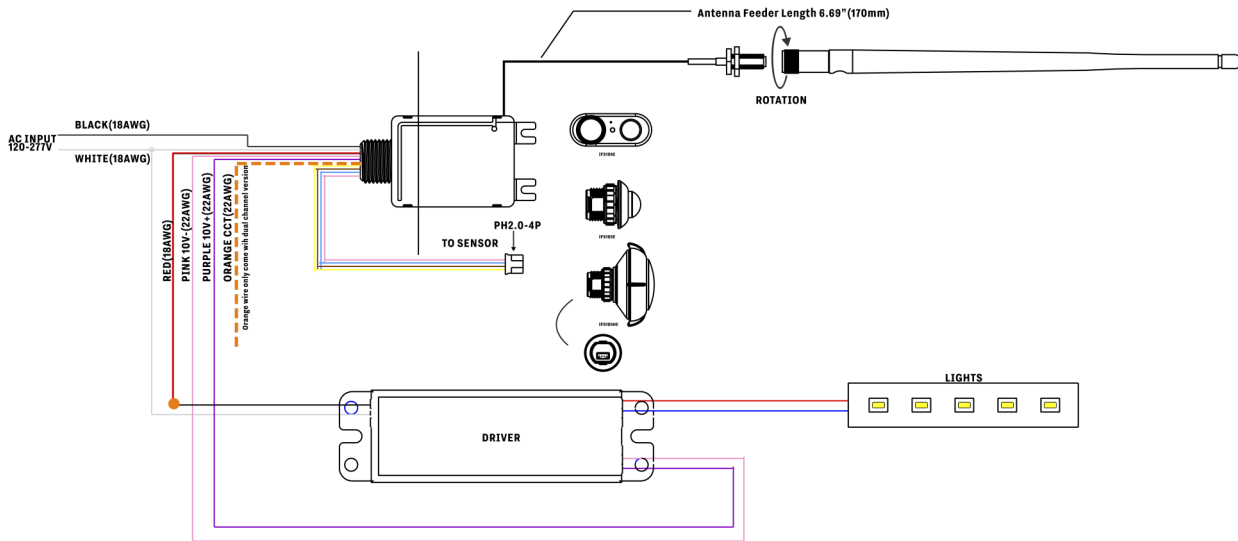 Antenna Feeder Length 6.69”(170mm)
ROTATION
BLACK(18AWG)
AC INPUT
120-277V
WHITE(18AWG)
RED(18AWG)
PINK 10V-(22AWG)
PURPLE 10V+(22AWG)
ORANGE CCT(22AWG)
Orange wire only come wih dual channel version
PH2.0-4P
TO SENSOR
LIGHTS
DRIVER